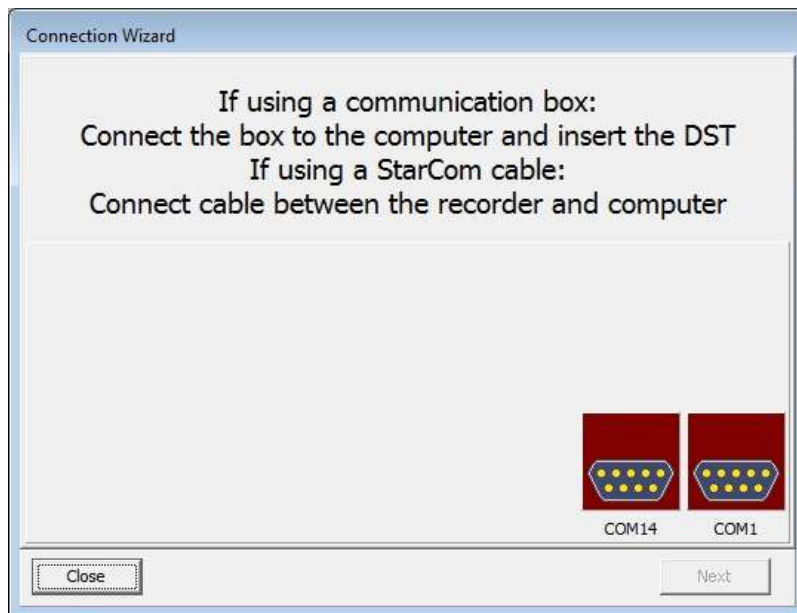 Connection Wizard
If using a communication box:
Connect the box to the computer and insert the DST
If using a StarCom cable:
Connect cable between the recorder and computer
COM14 COM1
Close Next